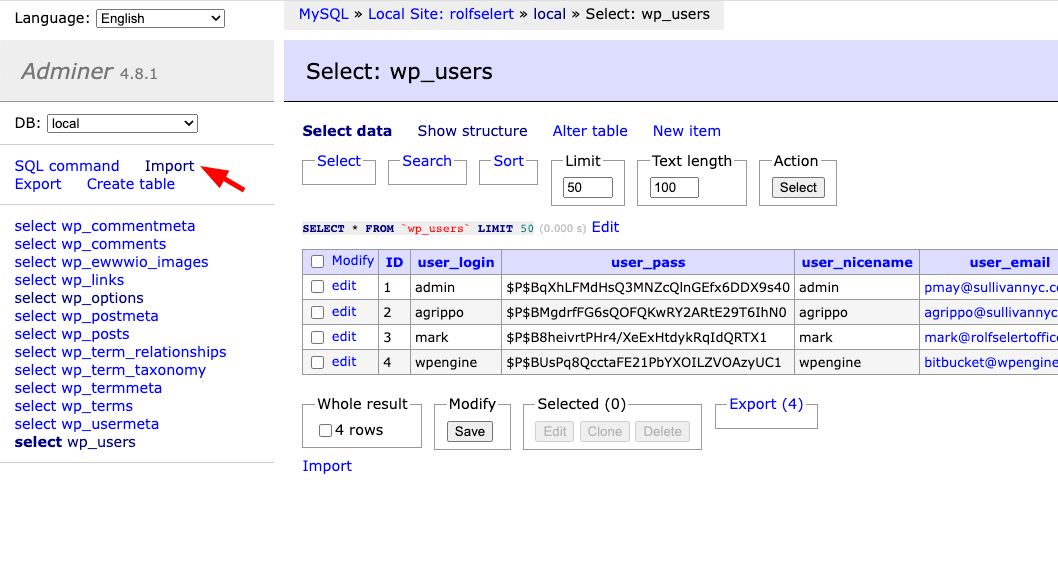 Language: English
MySQL » Local Site: rolfselert » local » Select: wp_users
Adminer 4.8.1
Select: wp_users
DB: local
Select data Show structure Alter table New item
SQL command Import
Export Create table
Select Search Sort Limit Text length Action
50 100 Select
SELECT * FROM `wp_users` LIMIT 50 (0.000 s) Edit
select wp_commentmeta
select wp_comments
select wp_ewwwio_images
select wp_links
select wp_options
select wp_postmeta
select wp_posts
select wp_term_relationships
select wp_term_taxonomy
select wp_termmeta
select wp_terms
select wp_usermeta
select wp_users
Modify ID user_login user_pass user_nicename user_email
edit 1 admin $P$BqXhLFMdHsQ3MNZcQlnGEfx6DDX9s40 admin pmay@sullivannyc.co
edit 2 agrippo $P$BMgdrfFG6sQOFQKwRY2ARtE29T6IhN0 agrippo agrippo@sullivannyc
edit 3 mark $P$B8heivrtPHr4/XeExHtdykRqIdQRTX1 mark mark@rolfselertoffice
edit 4 wpengine $P$BUsPq8QcctaFE21PbYXOILZVOAzyUC1 wpengine bitbucket@wpengine
Whole result Modify Selected (0) Export (4)
4 rows Save Edit Clone Delete
Import